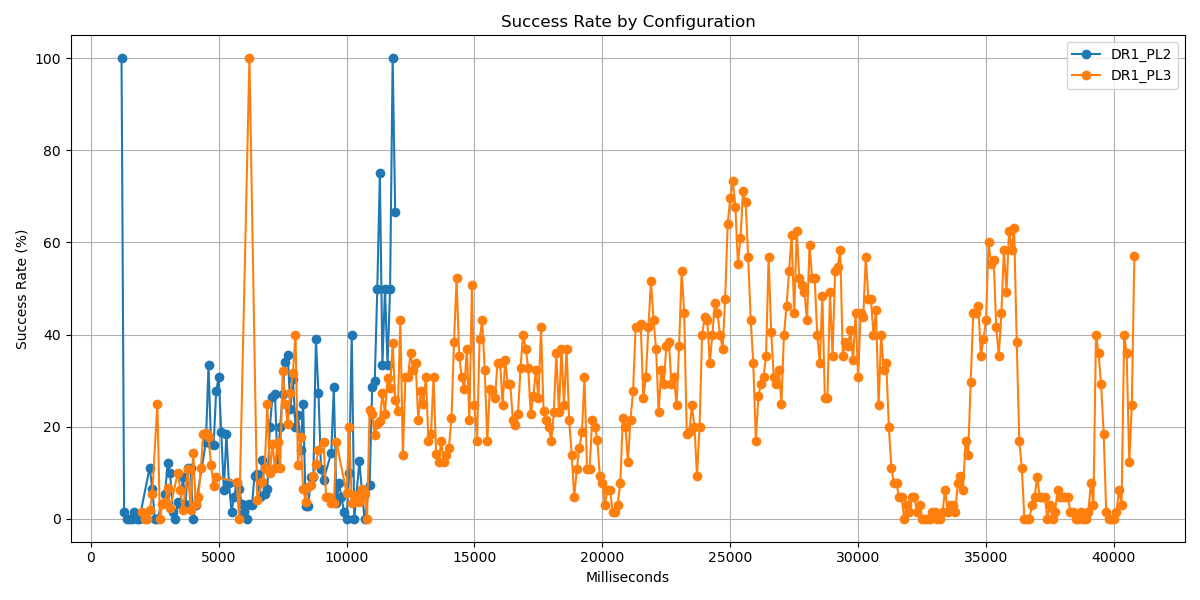 Success Rate by Configuration
DR1_PL2
DR1_PL3
Success Rate (%)
100
80
60
40
20
0
0 5000 10000 15000 20000 25000 30000 35000 40000
Milliseconds